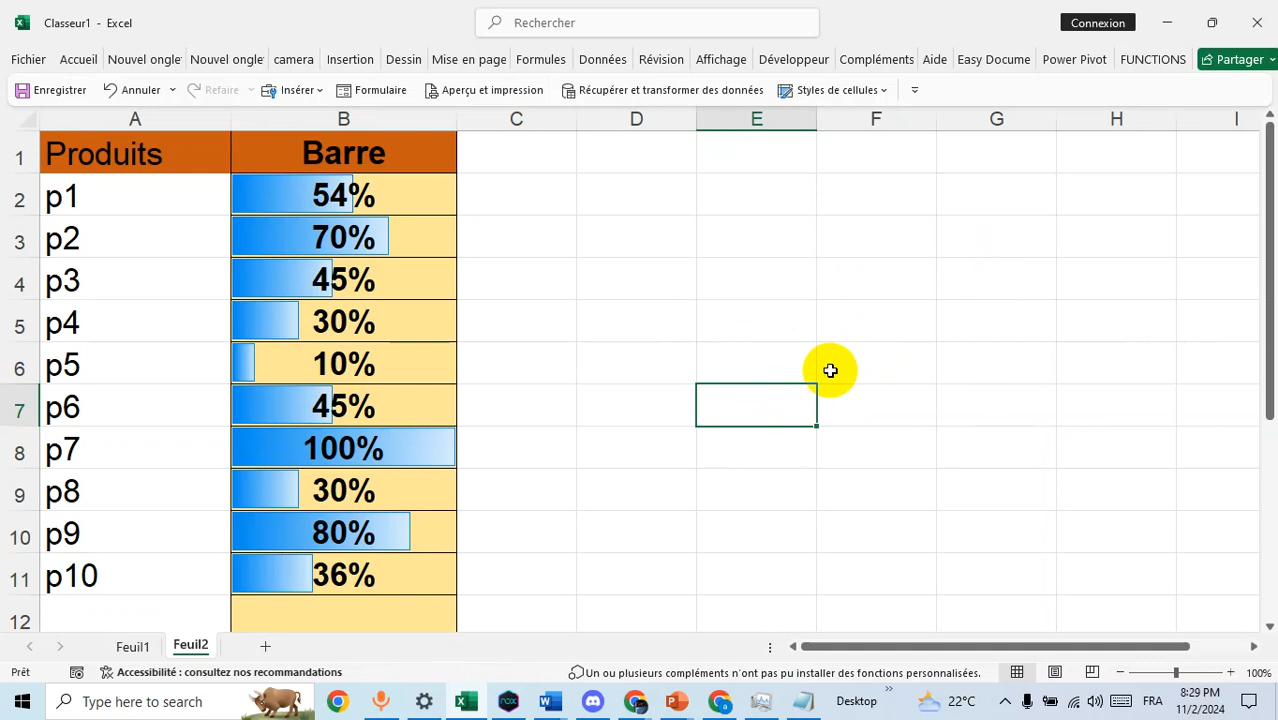 Classeur1 - Excel
Rechercher
Connexion
Fichier Accueil Nouvel ongle Nouvel ongle camera Insertion Dessin Mise en page Formules Données Révision Affichage Développeur Compléments Aide Easy Docume Power Pivot FUNCTIONS Partager
Enregistrer Annuler Refaire Insérer Formulaire Aperçu et impression Récupérer et transformer des données Styles de cellules
A B C D E F G H I
1 Produits Barre
2 p1 54%
3 p2 70%
4 p3 45%
5 p4 30%
6 p5 10%
7 p6 45%
8 p7 100%
9 p8 30%
10 p9 80%
11 p10 36%
12
Feuil1 Feuil2 +
Prêt Accessibilité : consultez nos recommandations Un ou plusieurs compléments n'ont pas pu installer des fonctions personnalisées. 100%
Type here to search Desktop 22°C FRA 8:29 PM
11/2/2024